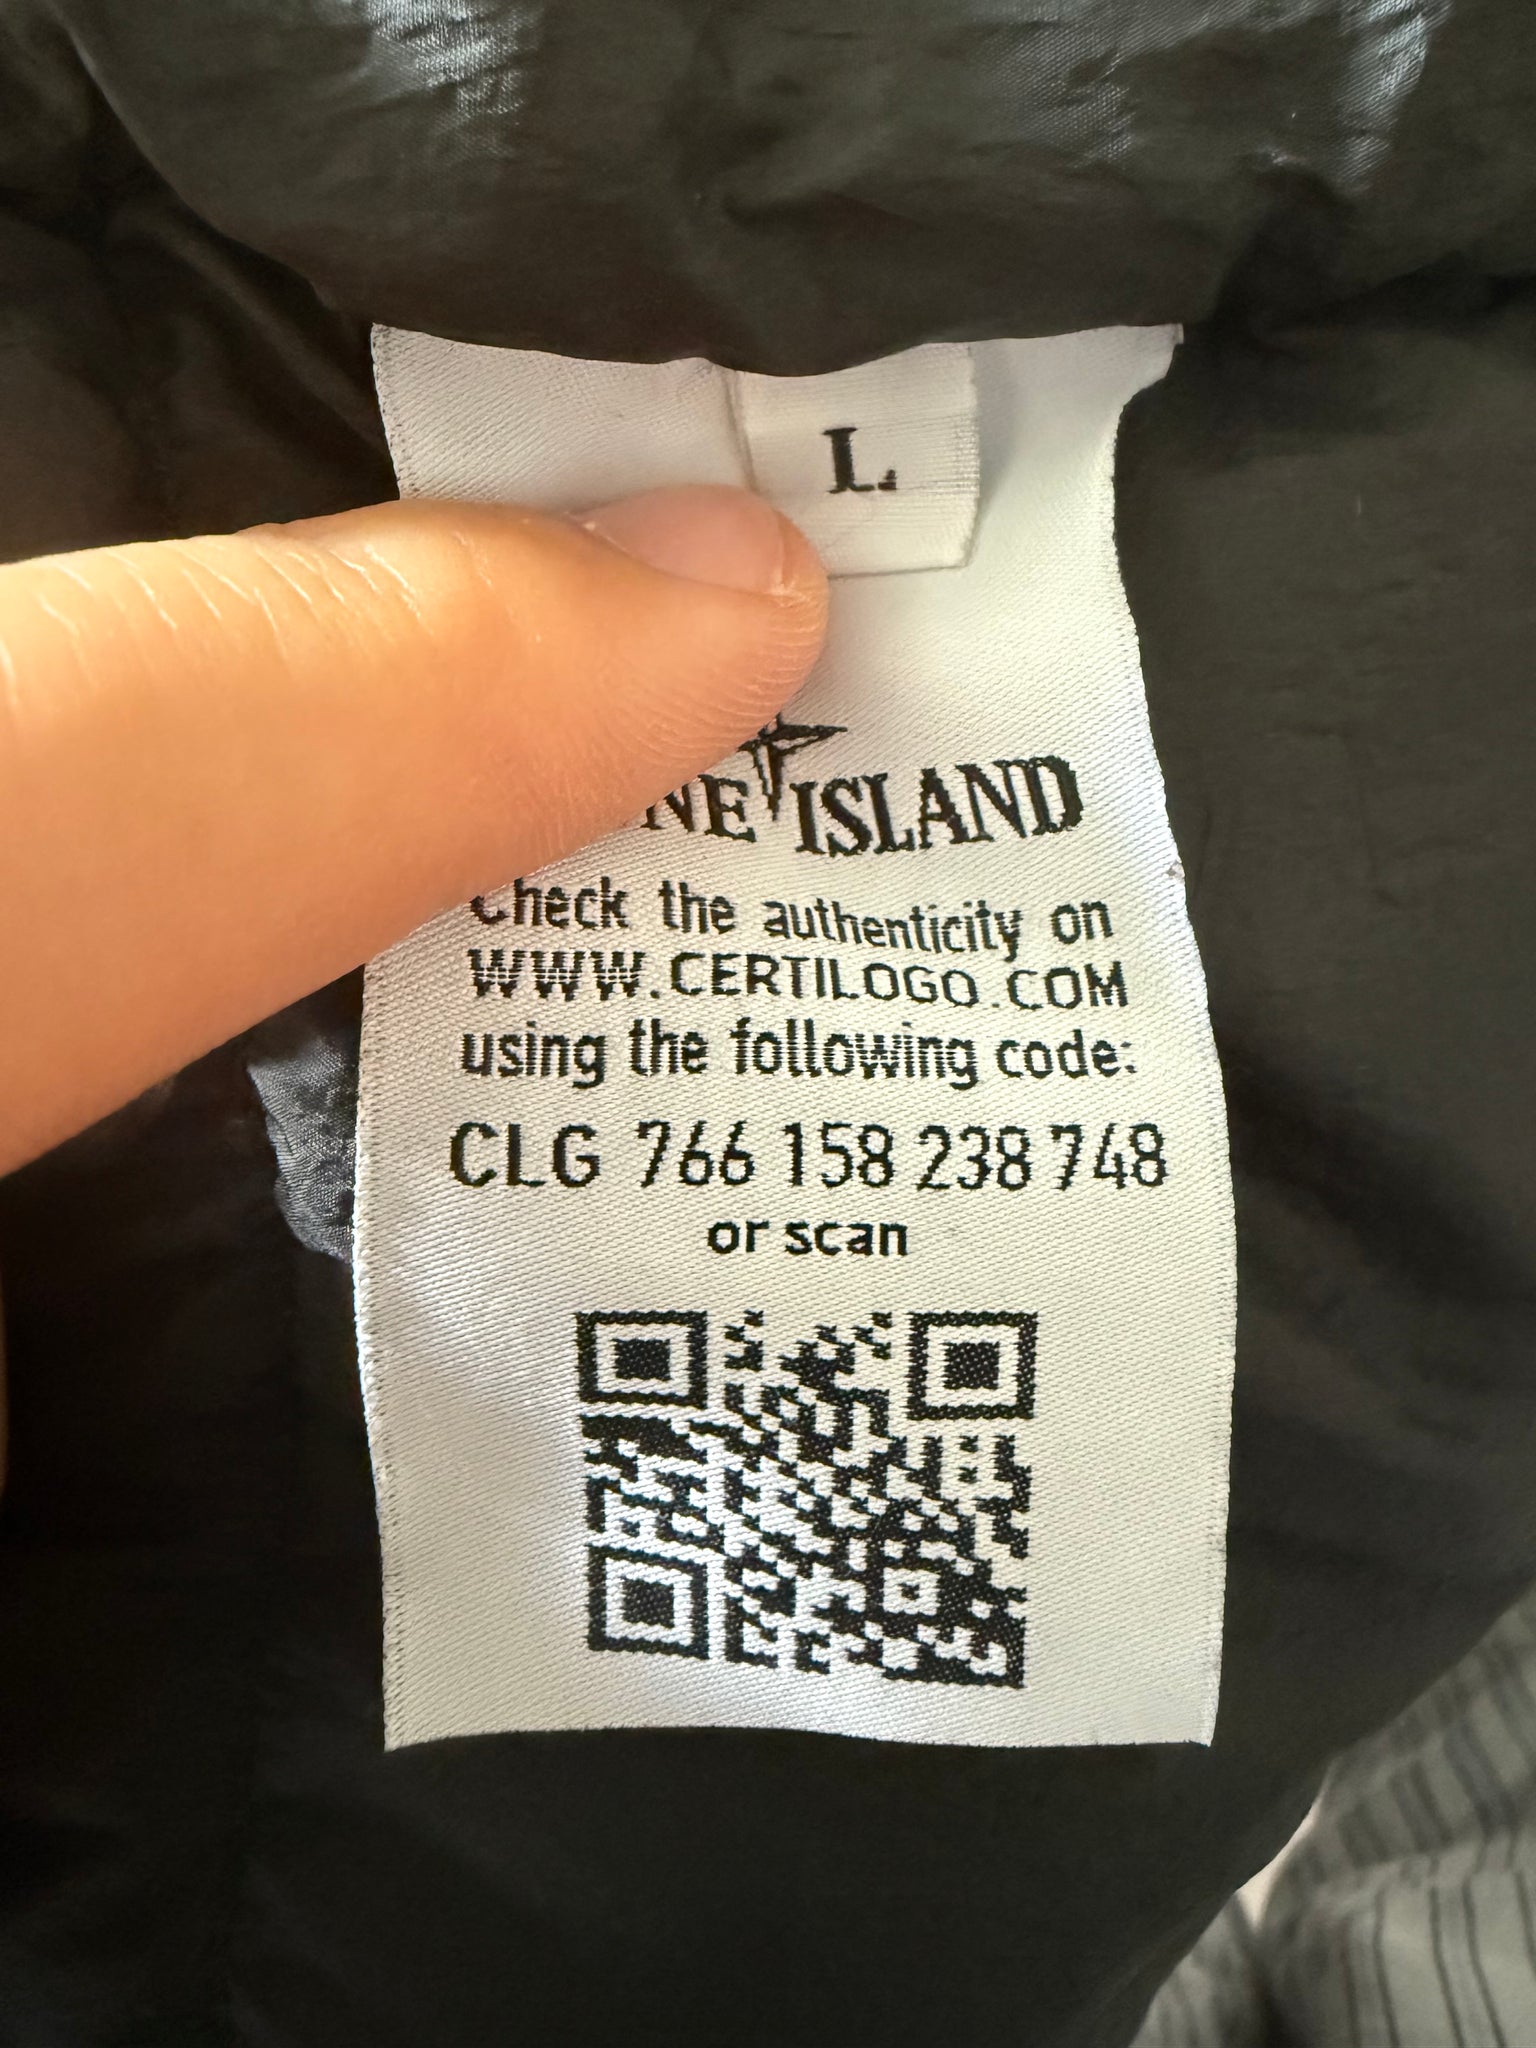 L.
NE ISLAND
Check the authenticity on
WWW.CERTILOGO.COM
using the following code:
CLG 766 158 238 748
or scan